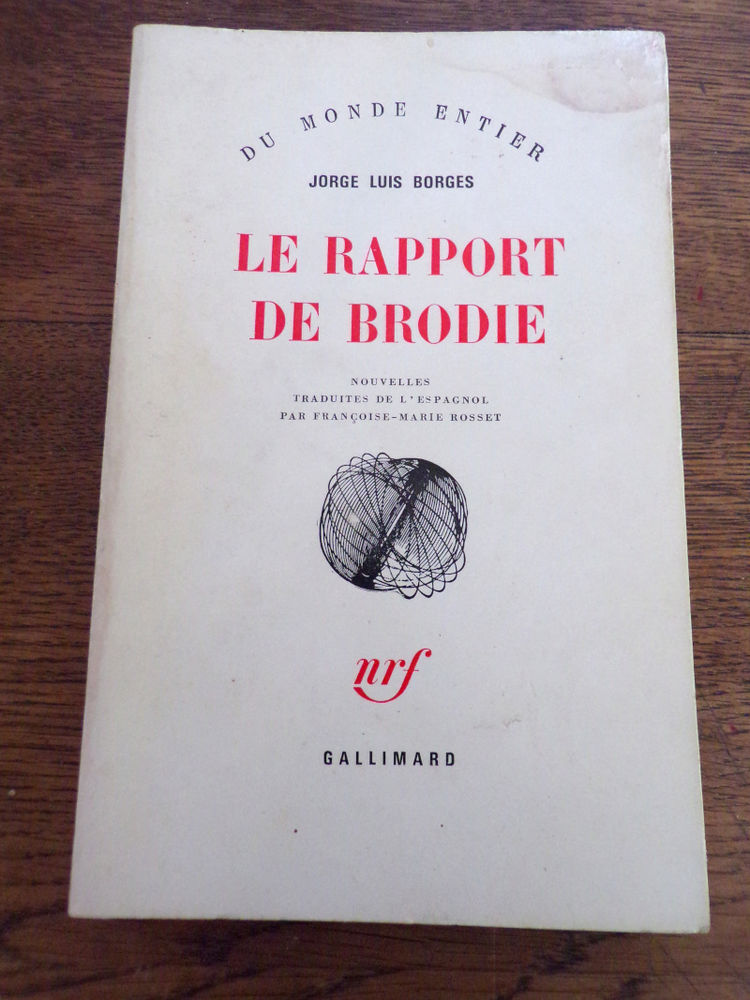 DU MONDE ENTIER
JORGE LUIS BORGES
LE RAPPORT
DE BRODIE
NOUVELLES
TRADUITES DE L'ESPAGNOL
PAR FRANÇOISE-MARIE ROSSET
nrf
GALLIMARD